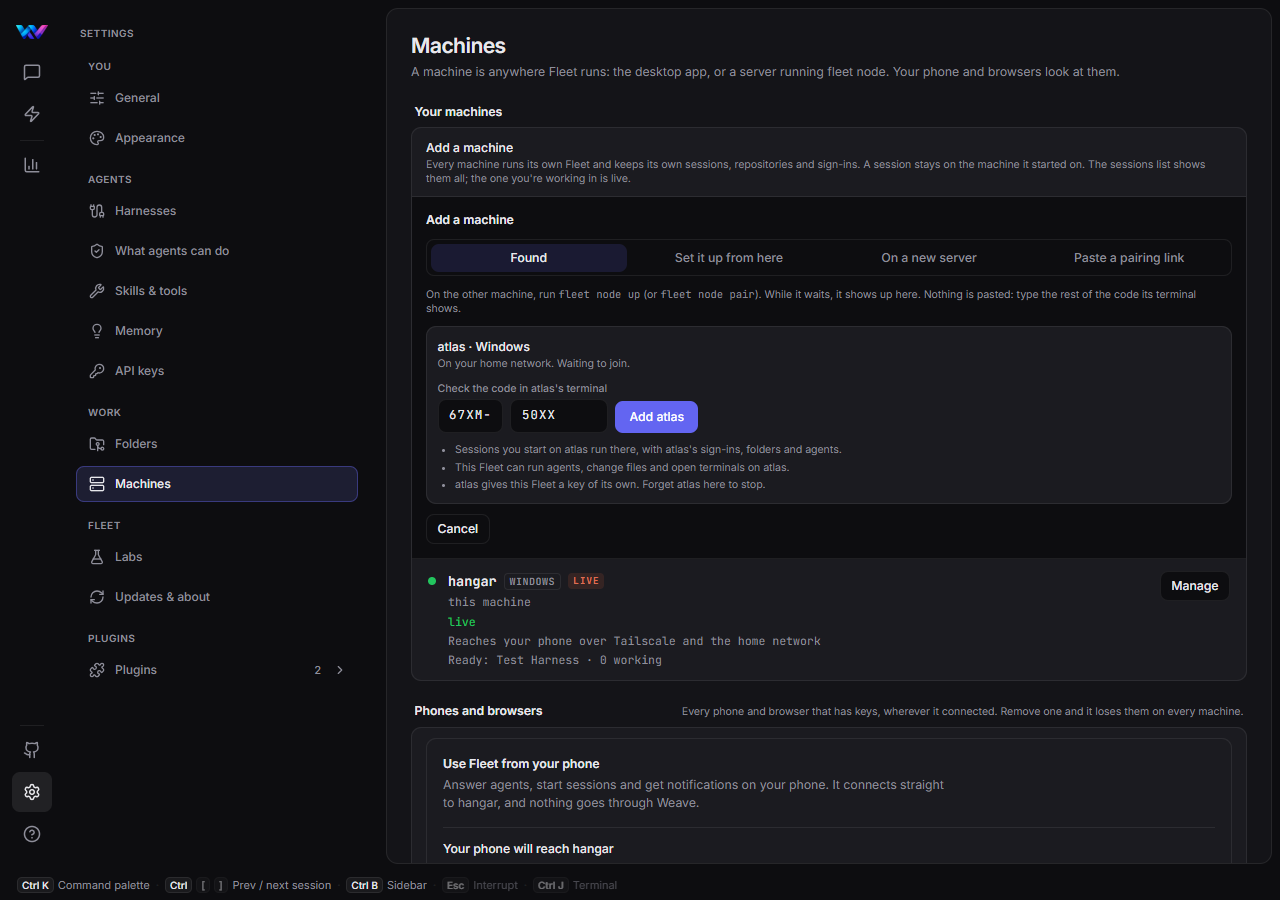 SETTINGS
YOU
General
Appearance
AGENTS
Harnesses
What agents can do
Skills & tools
Memory
API keys
WORK
Folders
Machines
FLEET
Labs
Updates & about
PLUGINS
Plugins 2
Machines
A machine is anywhere Fleet runs: the desktop app, or a server running fleet node. Your phone and browsers look at them.
Your machines
Add a machine
Every machine runs its own Fleet and keeps its own sessions, repositories and sign-ins. A session stays on the machine it started on. The sessions list shows
them all; the one you're working in is live.
Add a machine
Found Set it up from here On a new server Paste a pairing link
On the other machine, run fleet node up (or fleet node pair). While it waits, it shows up here. Nothing is pasted: type the rest of the code its terminal
shows.
atlas · Windows
On your home network. Waiting to join.
Check the code in atlas's terminal
67XM- 50XX Add atlas
• Sessions you start on atlas run there, with atlas's sign-ins, folders and agents.
• This Fleet can run agents, change files and open terminals on atlas.
• atlas gives this Fleet a key of its own. Forget atlas here to stop.
Cancel
hangar WINDOWS LIVE Manage
this machine
live
Reaches your phone over Tailscale and the home network
Ready: Test Harness · 0 working
Phones and browsers Every phone and browser that has keys, wherever it connected. Remove one and it loses them on every machine.
Use Fleet from your phone
Answer agents, start sessions and get notifications on your phone. It connects straight
to hangar, and nothing goes through Weave.
Your phone will reach hangar
Ctrl K Command palette · Ctrl [ ] Prev / next session · Ctrl B Sidebar · Esc Interrupt · Ctrl J Terminal